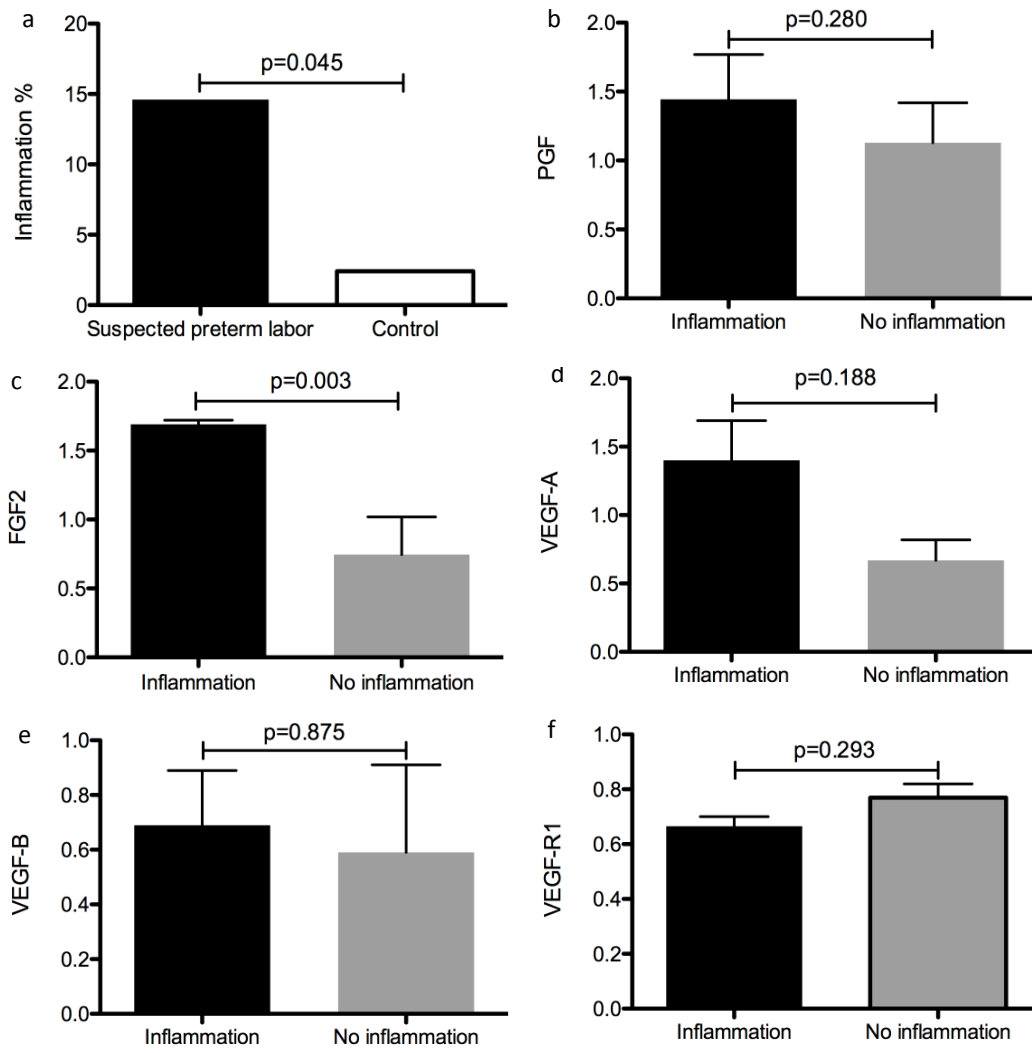 a
Inflammation %
20
15
10
5
0
p=0.045
Suspected preterm labor
Control
b
PGF
2.0
1.5
1.0
0.5
0.0
p=0.280
Inflammation
No inflammation
c
FGF2
2.0
1.5
1.0
0.5
0.0
p=0.003
Inflammation
No inflammation
d
VEGF-A
2.0
1.5
1.0
0.5
0.0
p=0.188
Inflammation
No inflammation
e
VEGF-B
1.0
0.8
0.6
0.4
0.2
0.0
p=0.875
Inflammation
No inflammation
f
VEGF-R1
1.0
0.8
0.6
0.4
0.2
0.0
p=0.293
Inflammation
No inflammation